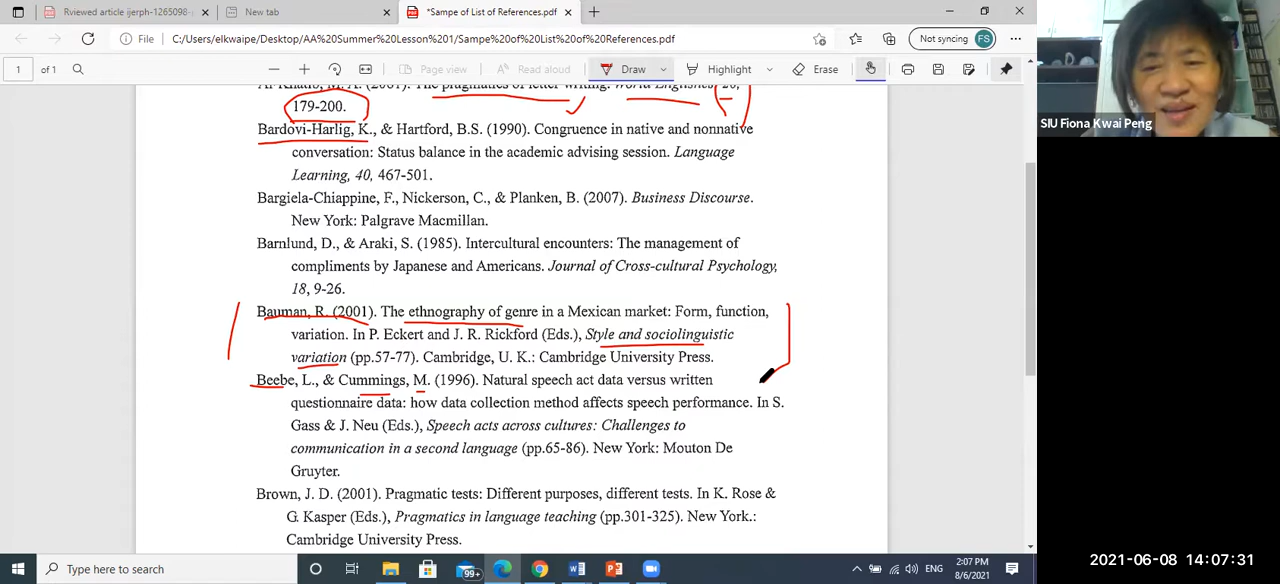 Rviewed article ijerph-1265098-
New tab
*Sampe of List of References.pdf
File
C:/Users/elkwaipe/Desktop/AA%20Summer%20Lesson%201/Sampe%20of%20List%20of%20References.pdf
Not syncing
FS
1
of 1
Page view
Read aloud
Draw
Highlight
Erase
179-200.
Bardovi-Harlig, K., & Hartford, B.S. (1990). Congruence in native and nonnative
conversation: Status balance in the academic advising session. Language
Learning, 40, 467-501.
Bargiela-Chiappine, F., Nickerson, C., & Planken, B. (2007). Business Discourse.
New York: Palgrave Macmillan.
Barnlund, D., & Araki, S. (1985). Intercultural encounters: The management of
compliments by Japanese and Americans. Journal of Cross-cultural Psychology,
18, 9-26.
Bauman, R. (2001). The ethnography of genre in a Mexican market: Form, function,
variation. In P. Eckert and J. R. Rickford (Eds.), Style and sociolinguistic
variation (pp.57-77). Cambridge, U. K.: Cambridge University Press.
Beebe, L., & Cummings, M. (1996). Natural speech act data versus written
questionnaire data: how data collection method affects speech performance. In S.
Gass & J. Neu (Eds.), Speech acts across cultures: Challenges to
communication in a second language (pp.65-86). New York: Mouton De
Gruyter.
Brown, J. D. (2001). Pragmatic tests: Different purposes, different tests. In K. Rose &
G. Kasper (Eds.), Pragmatics in language teaching (pp.301-325). New York.:
Cambridge University Press.
SIU Fiona Kwai Peng
Type here to search
99+
ENG
2:07 PM
8/6/2021
2021-06-08 14:07:31